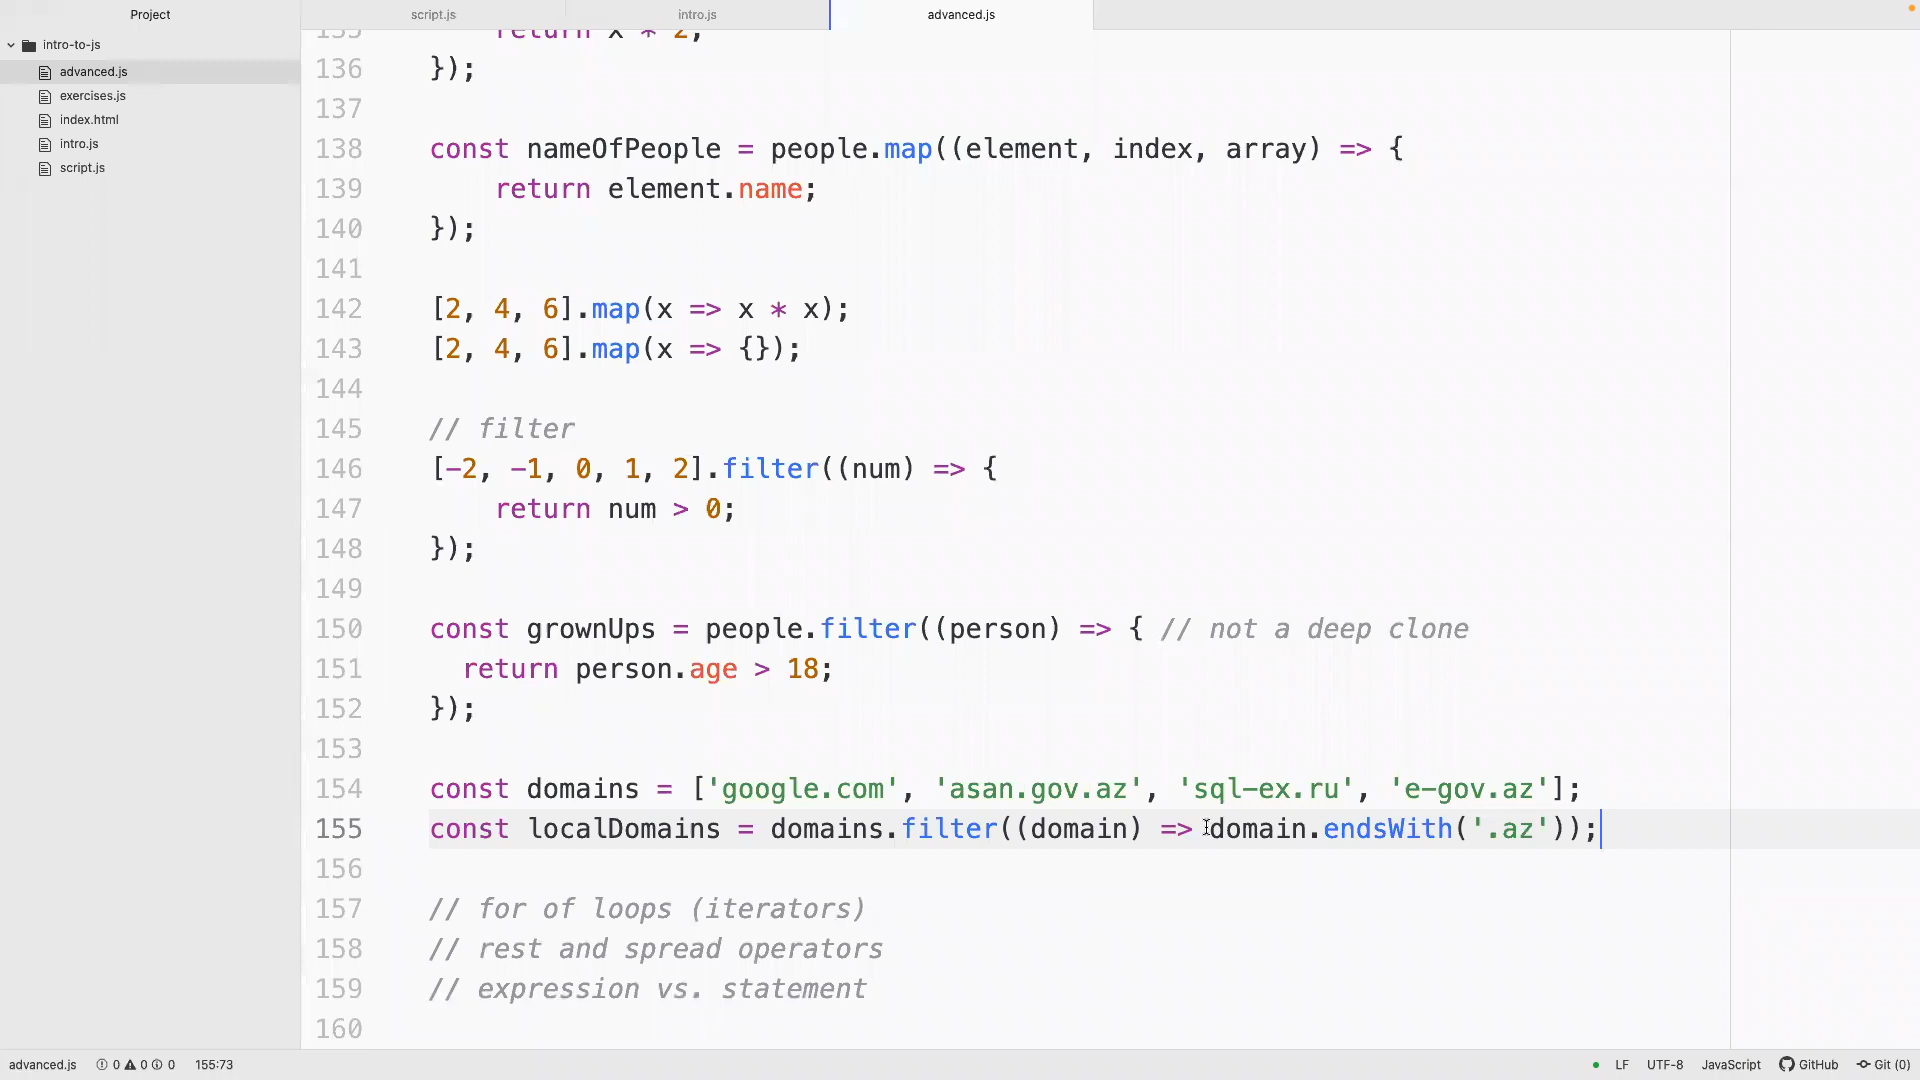 Project
script.js
intro.js
advanced.js
intro-to-js
advanced.js
exercises.js
index.html
intro.js
script.js
135 return x * 2;
136 });
137
138 const nameOfPeople = people.map((element, index, array) => {
139 return element.name;
140 });
141
142 [2, 4, 6].map(x => x * x);
143 [2, 4, 6].map(x => {});
144
145 // filter
146 [-2, -1, 0, 1, 2].filter((num) => {
147 return num > 0;
148 });
149
150 const grownUps = people.filter((person) => { // not a deep clone
151 return person.age > 18;
152 });
153
154 const domains = ['google.com', 'asan.gov.az', 'sql-ex.ru', 'e-gov.az'];
155 const localDomains = domains.filter((domain) => domain.endsWith('.az'));
156
157 // for of loops (iterators)
158 // rest and spread operators
159 // expression vs. statement
160
advanced.js 0 0 0 155:73 LF UTF-8 JavaScript GitHub Git (0)